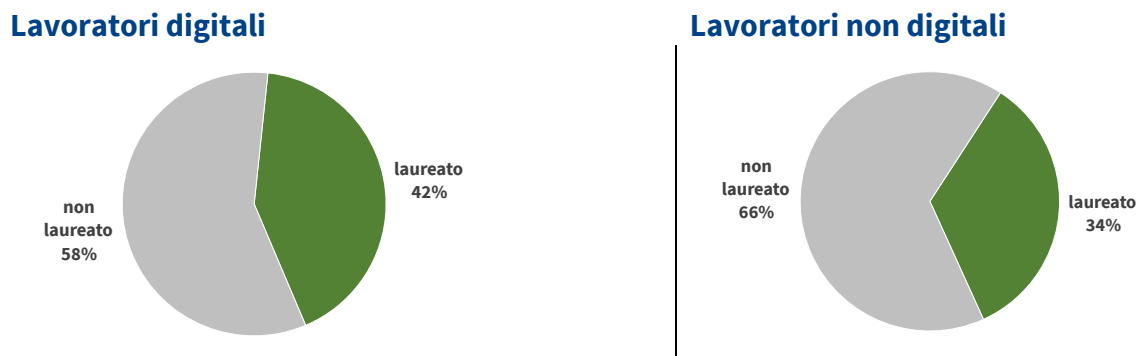 Lavoratori digitali
laureato
42%
non
laureato
58%
Lavoratori non digitali
non
laureato
66%
laureato
34%